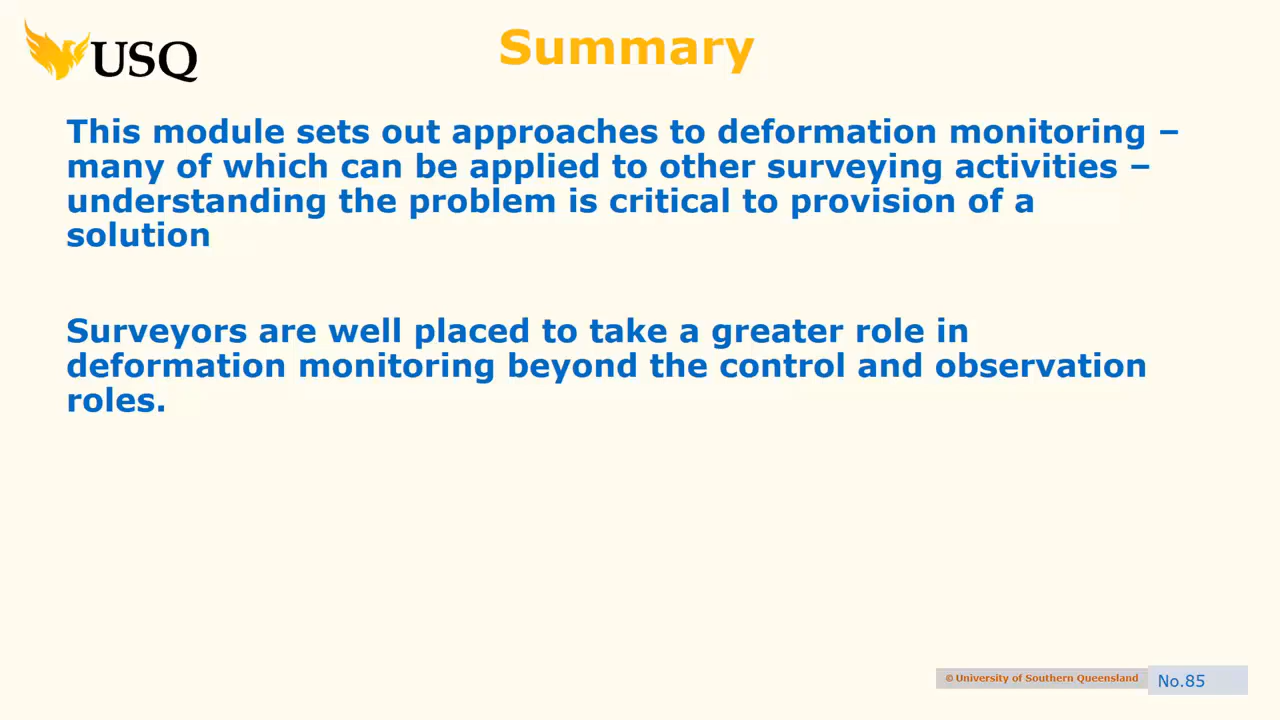 USQ
Summary
This module sets out approaches to deformation monitoring –
many of which can be applied to other surveying activities –
understanding the problem is critical to provision of a
solution
Surveyors are well placed to take a greater role in
deformation monitoring beyond the control and observation
roles.
© University of Southern Queensland
No.85